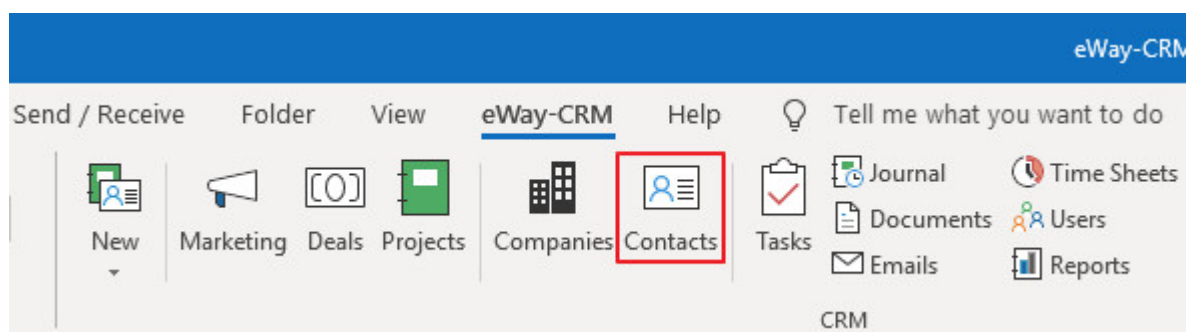 eWay-CRM
Send / Receive Folder View eWay-CRM Help Tell me what you want to do
New Marketing Deals Projects Companies Contacts Tasks
Journal Time Sheets
Documents Users
Emails Reports
CRM